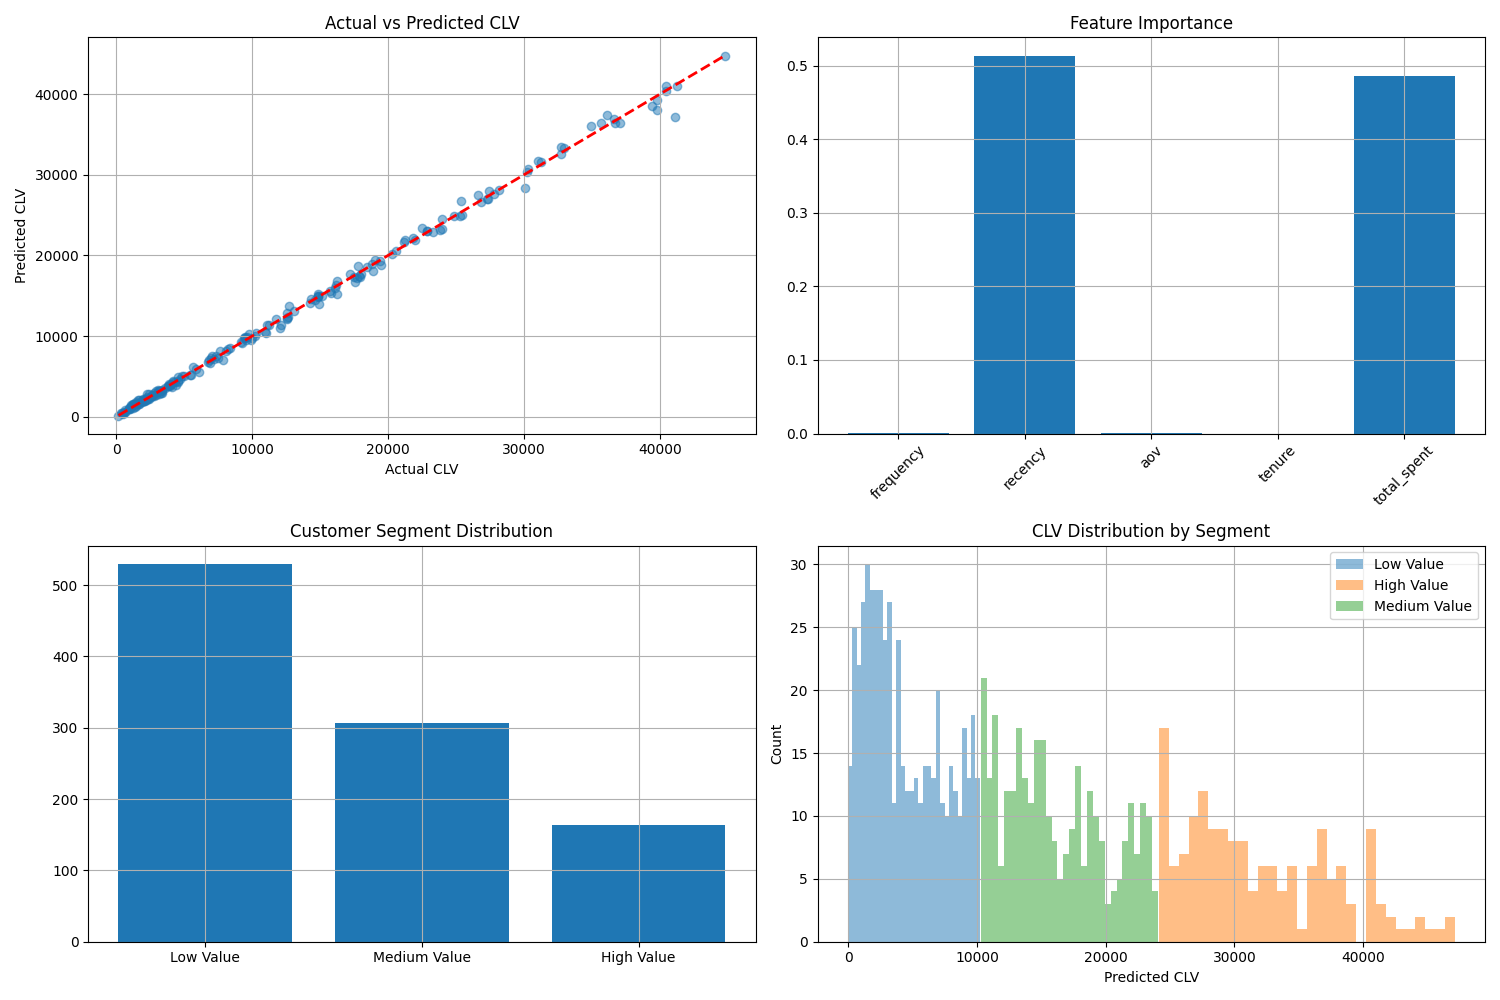 Actual vs Predicted CLV
Predicted CLV
40000
30000
20000
10000
0
0 10000 20000 30000 40000
Actual CLV
Feature Importance
0.5
0.4
0.3
0.2
0.1
0.0
frequency recency aov tenure total_spent
Customer Segment Distribution
500
400
300
200
100
0
Low Value Medium Value High Value
CLV Distribution by Segment
Low Value
High Value
Medium Value
Count
30
25
20
15
10
5
0
0 10000 20000 30000 40000
Predicted CLV